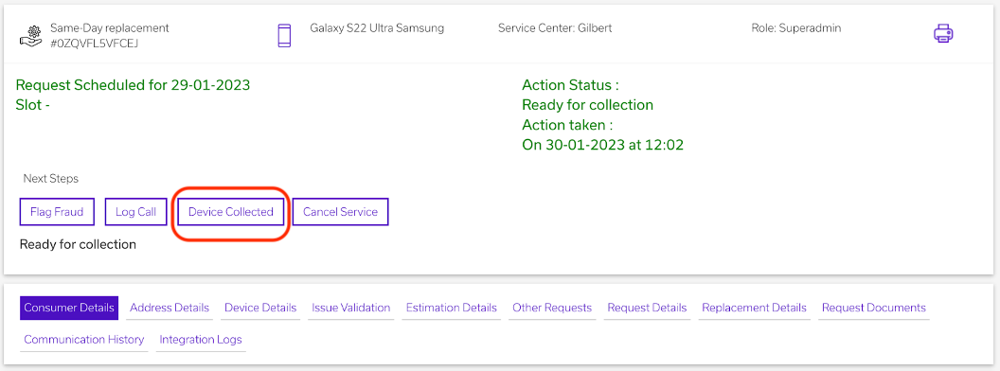 Same-Day replacement
#0ZQVFL5VFCEJ
Galaxy S22 Ultra Samsung
Service Center: Gilbert
Role: Superadmin
Request Scheduled for 29-01-2023
Slot -
Action Status :
Ready for collection
Action taken :
On 30-01-2023 at 12:02
Next Steps
Flag Fraud
Log Call
Device Collected
Cancel Service
Ready for collection
Consumer Details
Address Details
Device Details
Issue Validation
Estimation Details
Other Requests
Request Details
Replacement Details
Request Documents
Communication History
Integration Logs